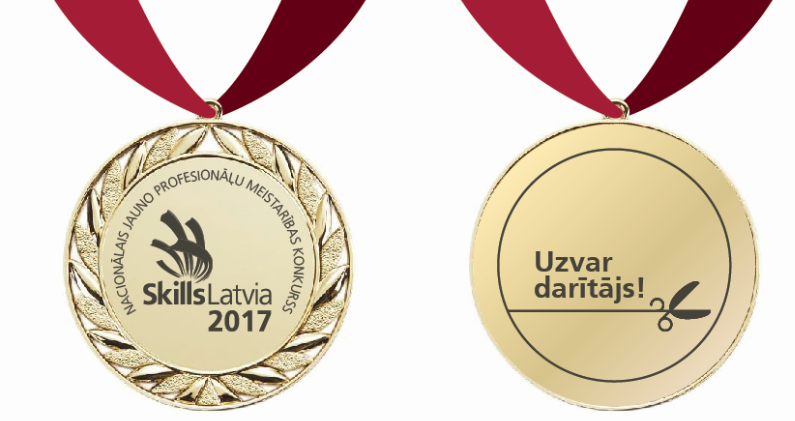 NACIONĀLAIS JAUNO PROFESIONĀĻU MEISTARĪBAS KONKURSS
SkillsLatvia
2017
Uzvar
darītājs!